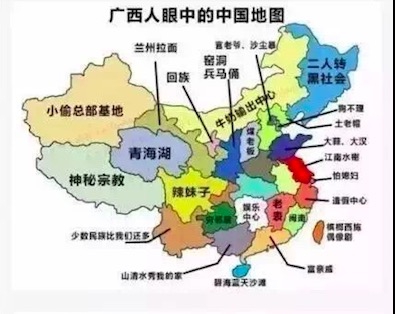 广西人眼中的中国地图
兰州拉面
官老爷、沙尘暴
窑洞
兵马俑
回族
二人转
黑社会
小偷总部基地
牛奶输出中心
狗不理
土老帽
煤老板
大蒜、大汉
青海湖
江南水榭
怕媳妇
神秘宗教
辣妹子
造假中心
娱乐
中心
老表
闽南
少数民族比我们还多
槟榔西施
偶像剧
山清水秀我的家
富亲戚
碧海蓝天沙滩